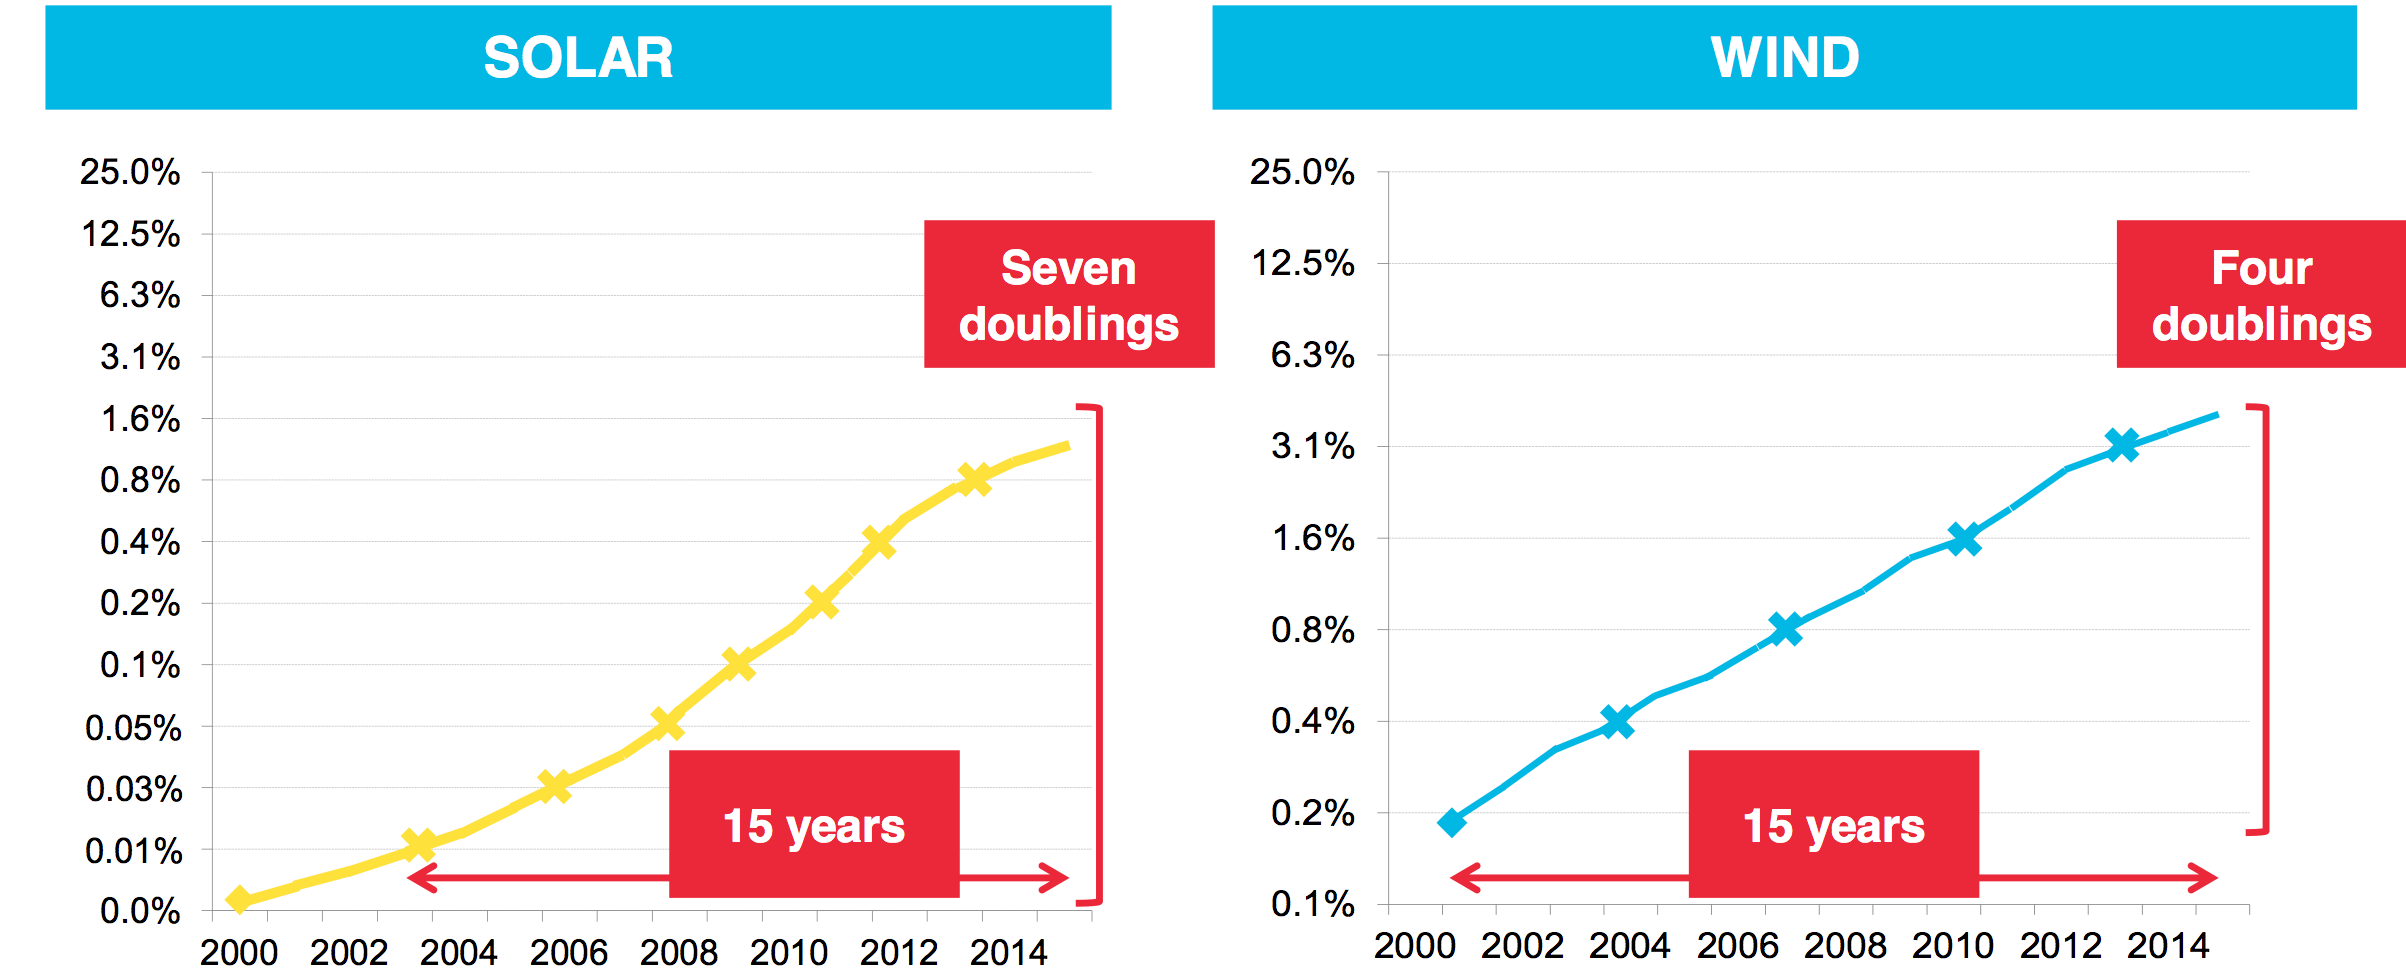 SOLAR
25.0%
12.5%
6.3%
3.1%
1.6%
0.8%
0.4%
0.2%
0.1%
0.05%
0.03%
0.01%
0.0%
Seven
doublings
15 years
2000 2002 2004 2006 2008 2010 2012 2014
WIND
25.0%
12.5%
6.3%
3.1%
1.6%
0.8%
0.4%
0.2%
0.1%
Four
doublings
15 years
2000 2002 2004 2006 2008 2010 2012 2014